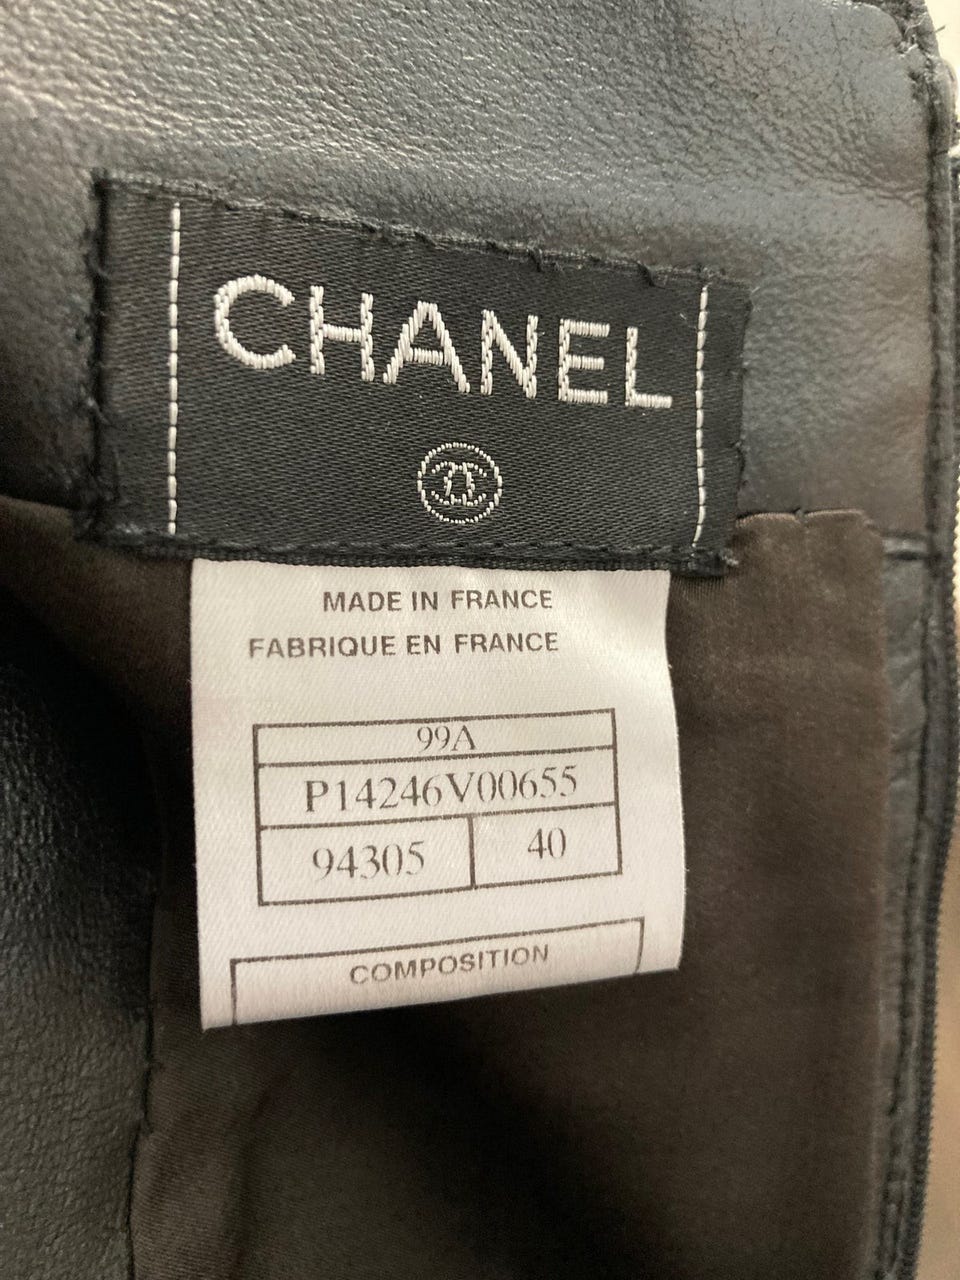 CHANEL
MADE IN FRANCE
FABRIQUE EN FRANCE
99A
P14246V00655
94305 40
COMPOSITION